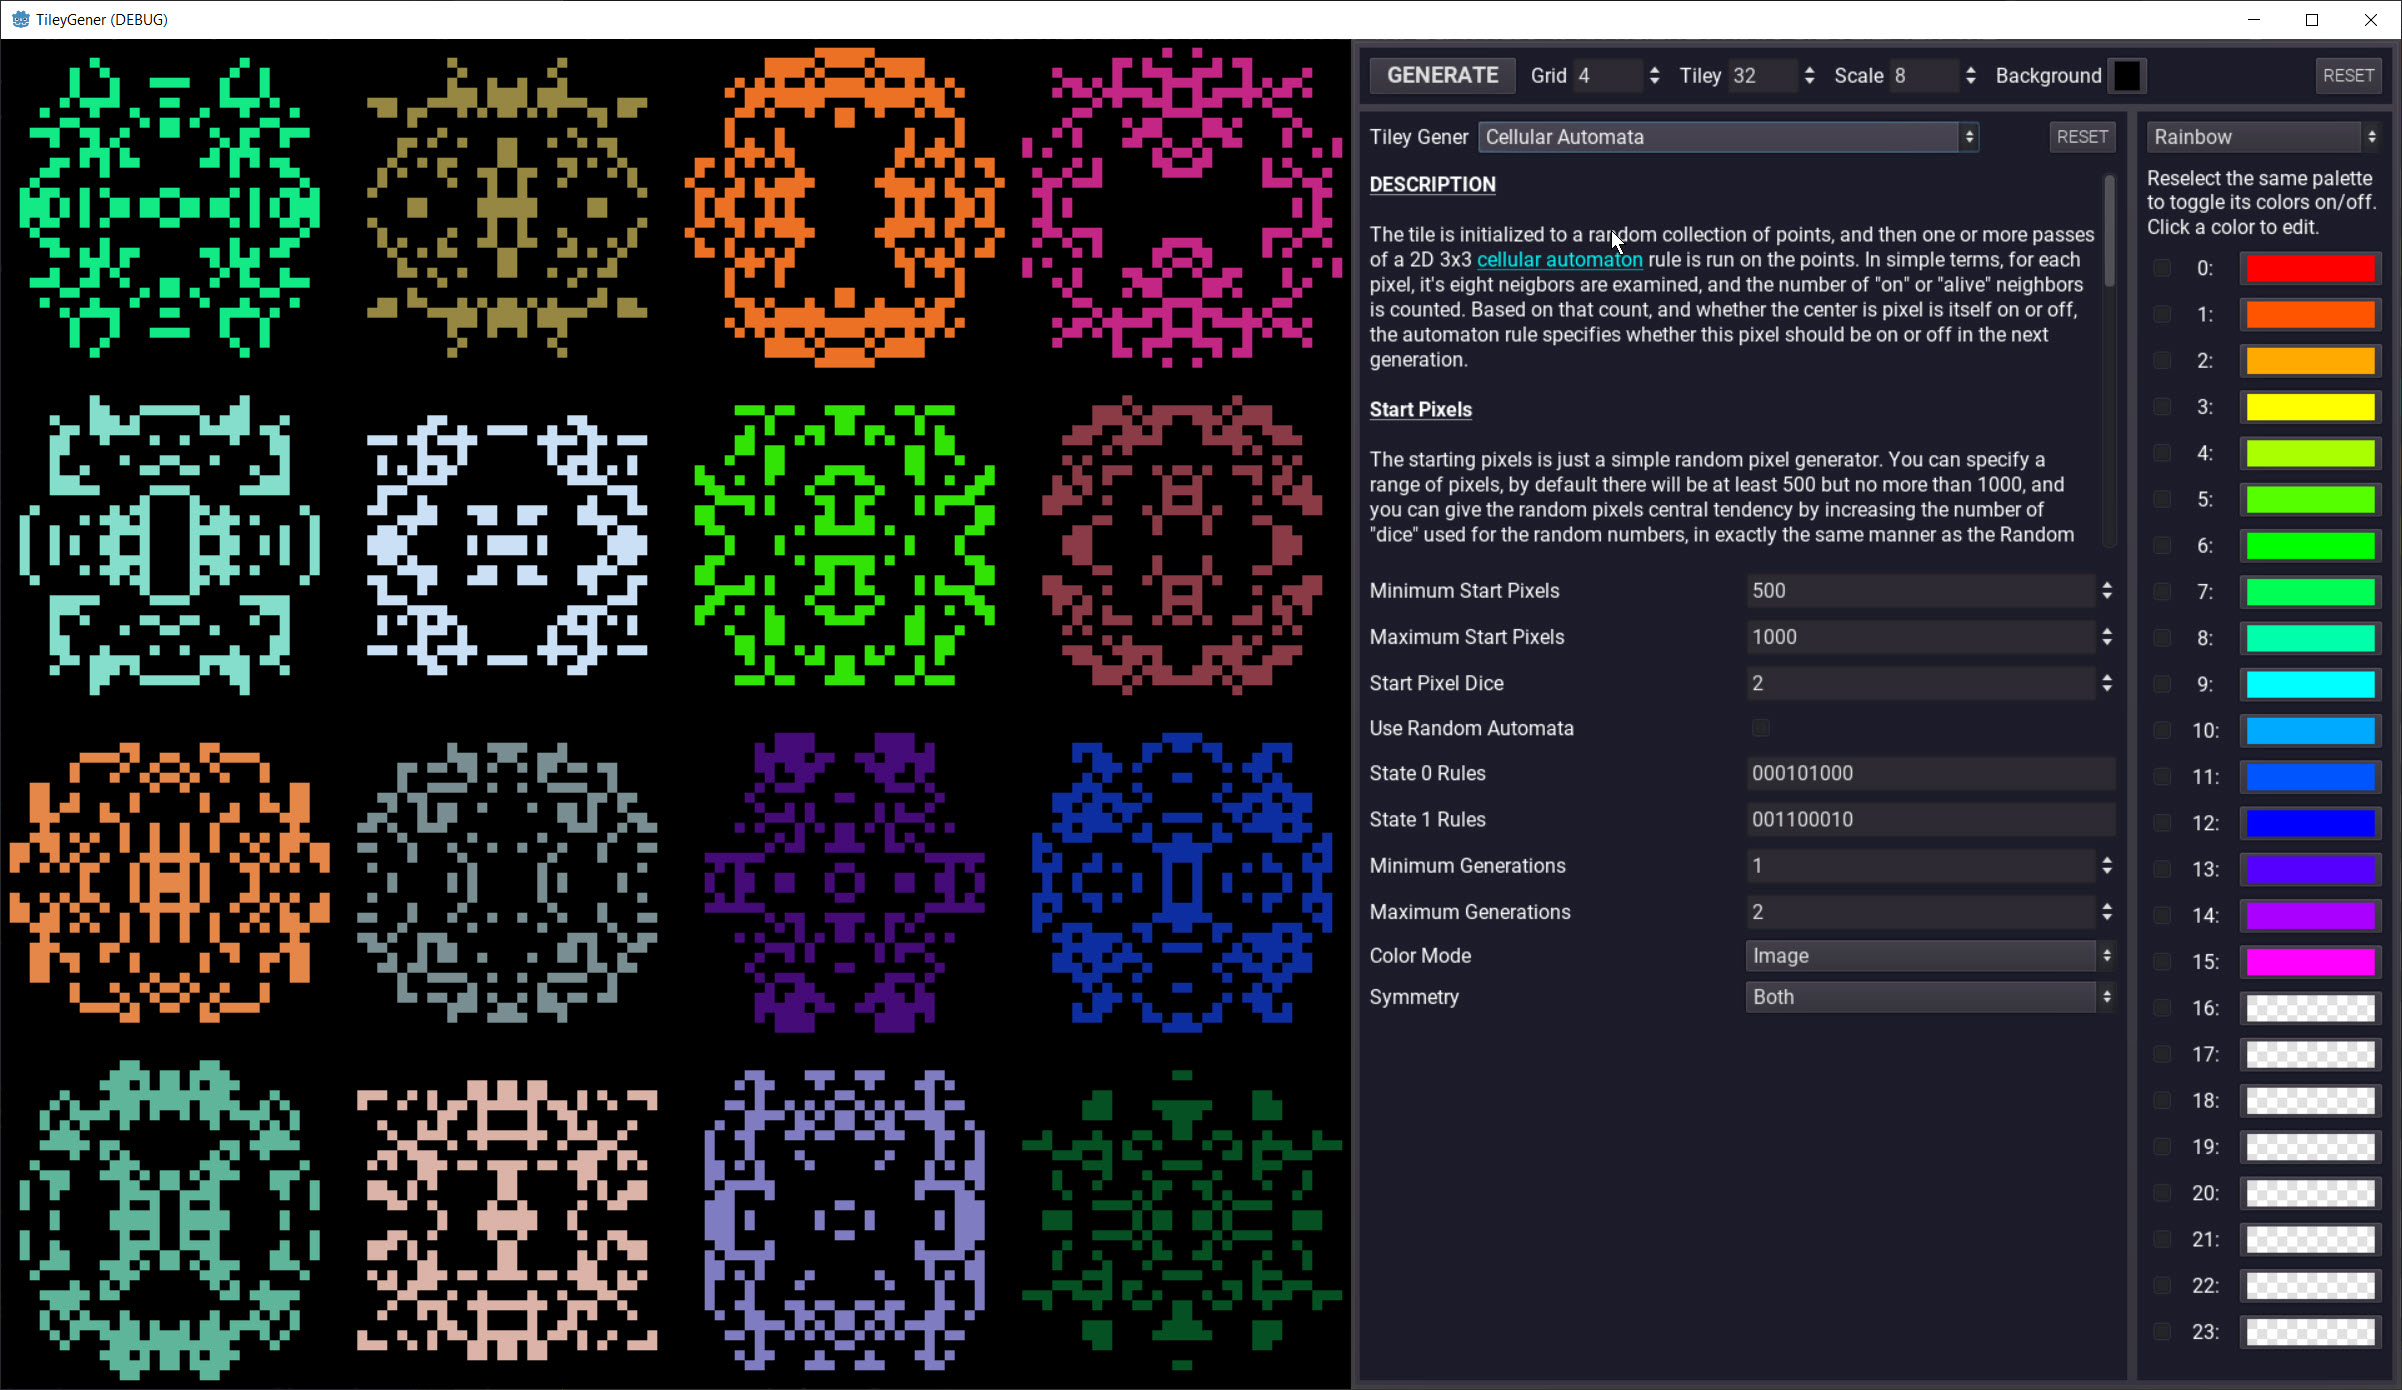 TileyGener (DEBUG)
GENERATE Grid 4 Tiley 32 Scale 8 Background RESET
Tiley Gener Cellular Automata RESET
DESCRIPTION
The tile is initialized to a random collection of points, and then one or more passes
of a 2D 3x3 cellular automaton rule is run on the points. In simple terms, for each
pixel, it's eight neigbors are examined, and the number of "on" or "alive" neighbors
is counted. Based on that count, and whether the center is pixel is itself on or off,
the automaton rule specifies whether this pixel should be on or off in the next
generation.
Start Pixels
The starting pixels is just a simple random pixel generator. You can specify a
range of pixels, by default there will be at least 500 but no more than 1000, and
you can give the random pixels central tendency by increasing the number of
"dice" used for the random numbers, in exactly the same manner as the Random
Minimum Start Pixels 500
Maximum Start Pixels 1000
Start Pixel Dice 2
Use Random Automata
State 0 Rules 000101000
State 1 Rules 001100010
Minimum Generations 1
Maximum Generations 2
Color Mode Image
Symmetry Both
Rainbow
Reselect the same palette
to toggle its colors on/off.
Click a color to edit.
0:
1:
2:
3:
4:
5:
6:
7:
8:
9:
10:
11:
12:
13:
14:
15:
16:
17:
18:
19:
20:
21:
22:
23: